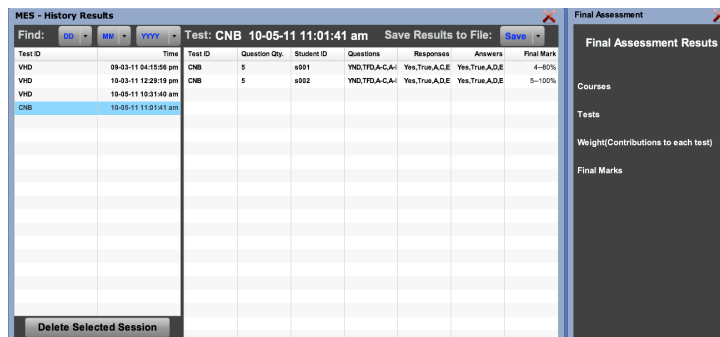 MES - History Results
Find: DD MM YYYY Test: CNB 10-05-11 11:01:41 am Save Results to File: Save
Test ID Time
VHD 09-03-11 04:15:56 pm
VHD 10-03-11 12:29:19 pm
VHD 10-05-11 10:31:40 am
CNB 10-05-11 11:01:41 am
Delete Selected Session
Test ID Question Qty. Student ID Questions Responses Answers Final Mark
CNB 5 s001 YND,TFD,A-C,A-I Yes,True,A,C,E Yes,True,A,D,E 4--80%
CNB 5 s002 YND,TFD,A-C,A-I Yes,True,A,D,E Yes,True,A,D,E 5--100%
Final Assessment
Final Assessment Resuts
Courses
Tests
Weight(Contributions to each test)
Final Marks